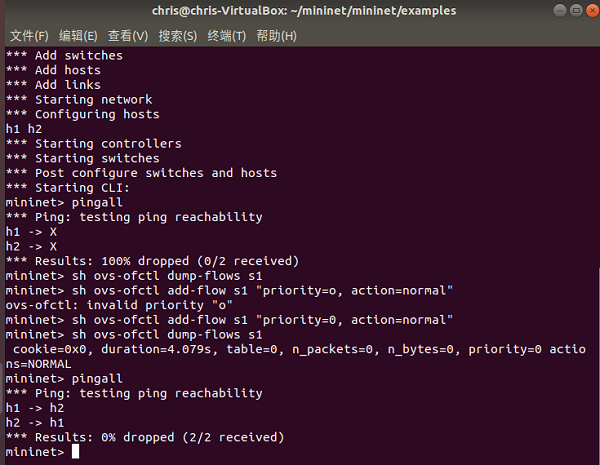 chris@chris-VirtualBox: ~/mininet/mininet/examples
文件(F) 编辑(E) 查看(V) 搜索(S) 终端(T) 帮助(H)
*** Add switches
*** Add hosts
*** Add links
*** Starting network
*** Configuring hosts
h1 h2
*** Starting controllers
*** Starting switches
*** Post configure switches and hosts
*** Starting CLI:
mininet> pingall
*** Ping: testing ping reachability
h1 -> X
h2 -> X
*** Results: 100% dropped (0/2 received)
mininet> sh ovs-ofctl dump-flows s1
mininet> sh ovs-ofctl add-flow s1 "priority=o, action=normal"
ovs-ofctl: invalid priority "o"
mininet> sh ovs-ofctl add-flow s1 "priority=0, action=normal"
mininet> sh ovs-ofctl dump-flows s1
 cookie=0x0, duration=4.079s, table=0, n_packets=0, n_bytes=0, priority=0 actio
ns=NORMAL
mininet> pingall
*** Ping: testing ping reachability
h1 -> h2
h2 -> h1
*** Results: 0% dropped (2/2 received)
mininet>